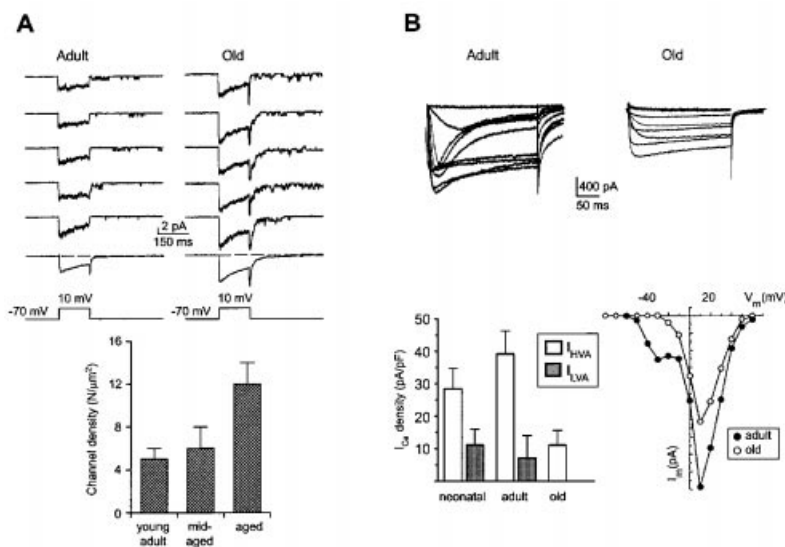 A
Adult
Old
2 pA
150 ms
10 mV
10 mV
-70 mV
-70 mV
Channel density (N/μm²)
16
12
8
4
0
young adult
mid-aged
aged
B
Adult
Old
400 pA
50 ms
I_Ca density (pA/pF)
50
40
30
20
10
I_HVA
I_LVA
neonatal
adult
old
-40
20
V_m(mV)
I_m(pA)
adult
old